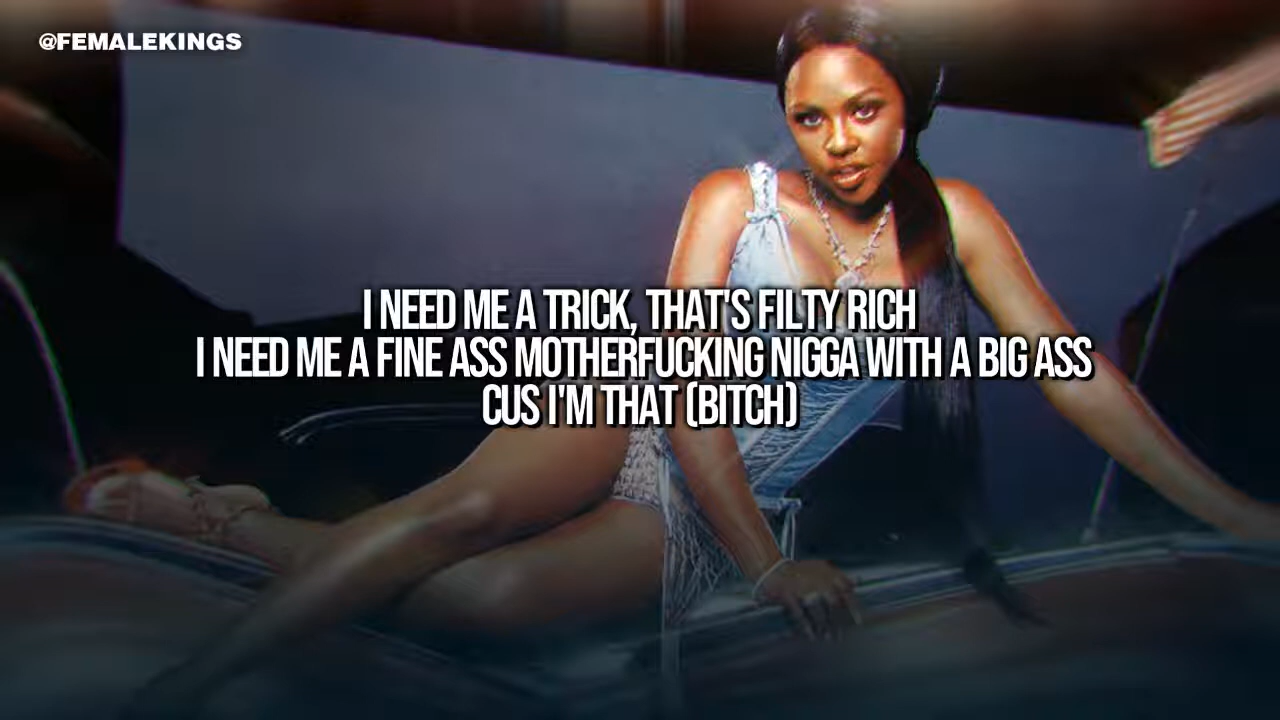 @FEMALEKINGS
I NEED ME A TRICK, THAT'S FILTY RICH
I NEED ME A FINE ASS MOTHERFUCKING NIGGA WITH A BIG ASS
CUS I'M THAT (BITCH)